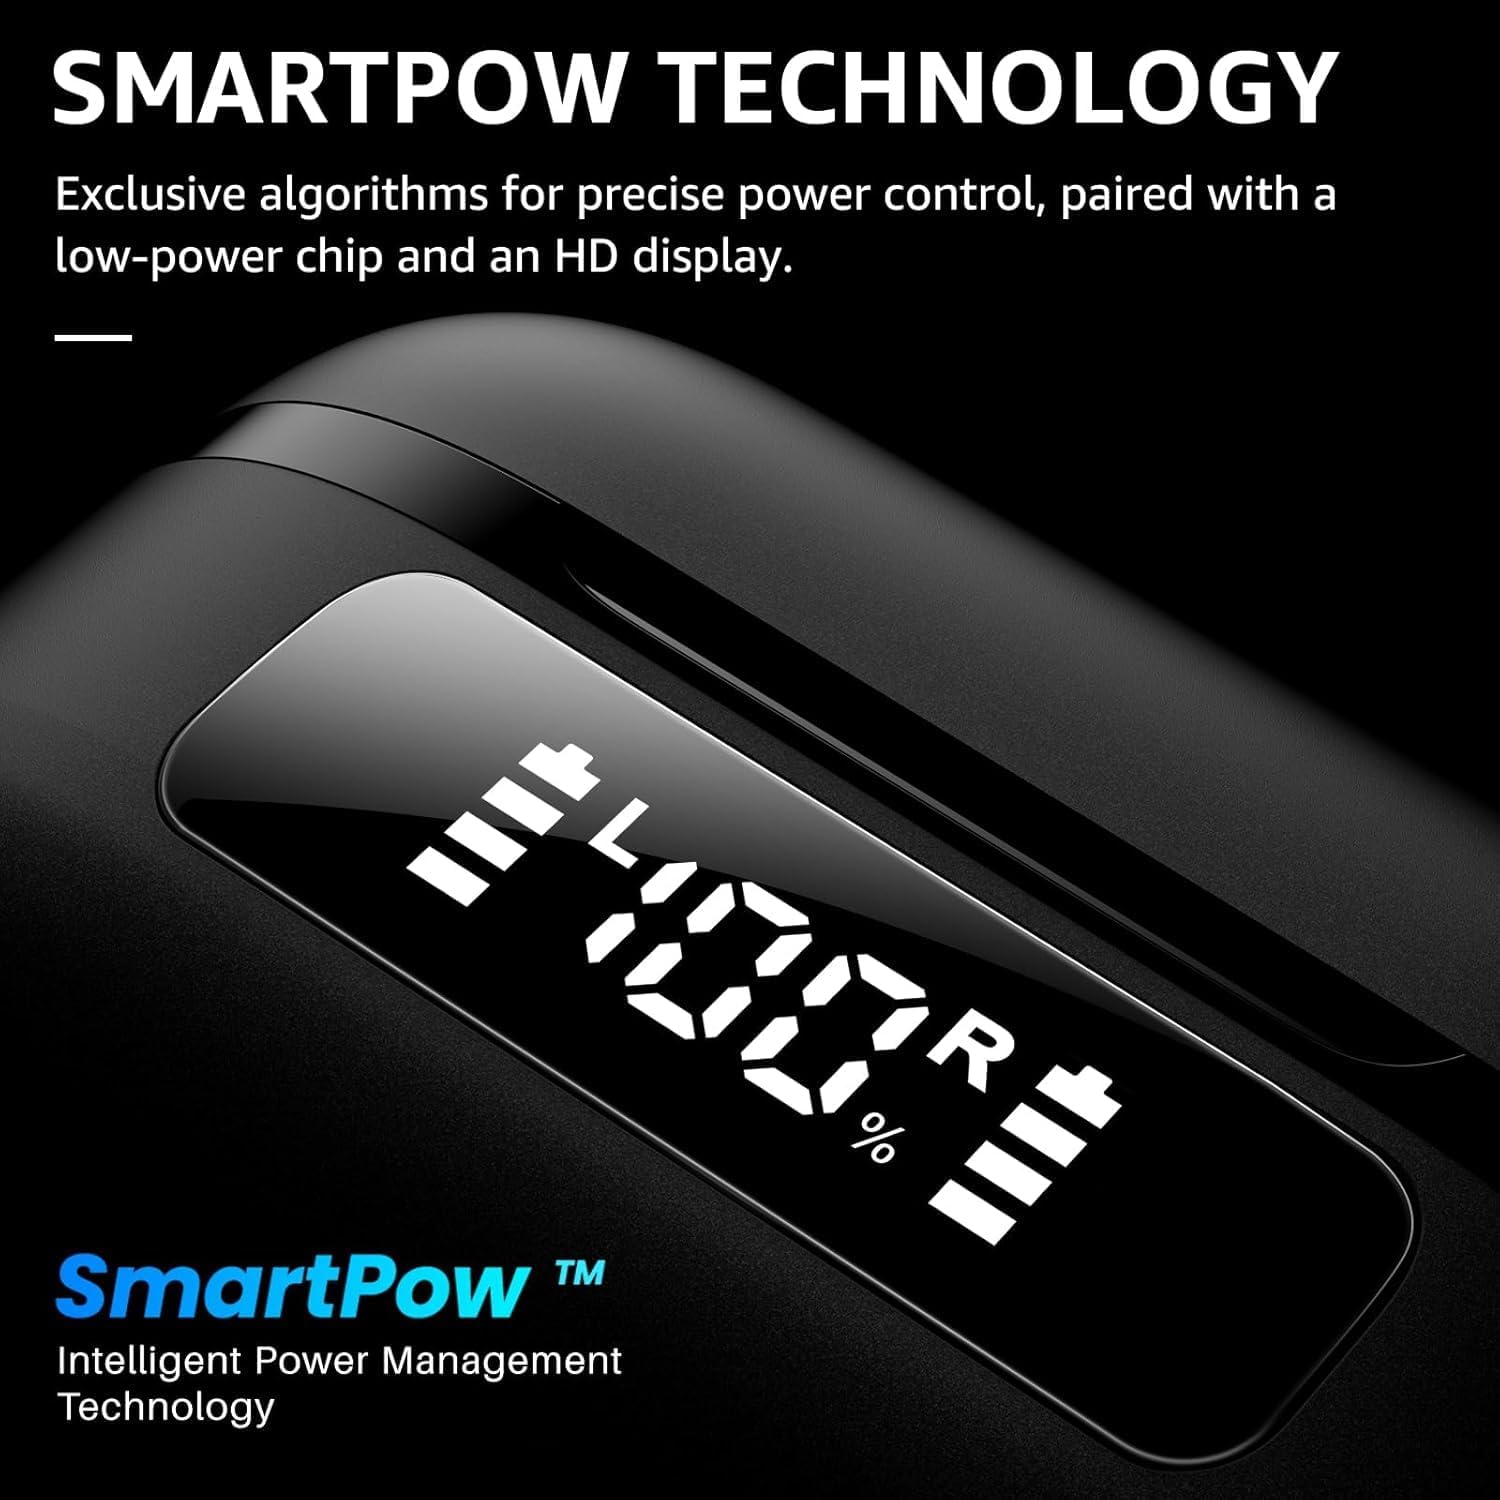 SMARTPOW TECHNOLOGY
Exclusive algorithms for precise power control, paired with a
low-power chip and an HD display.
L 100% R
SmartPow ™
Intelligent Power Management
Technology